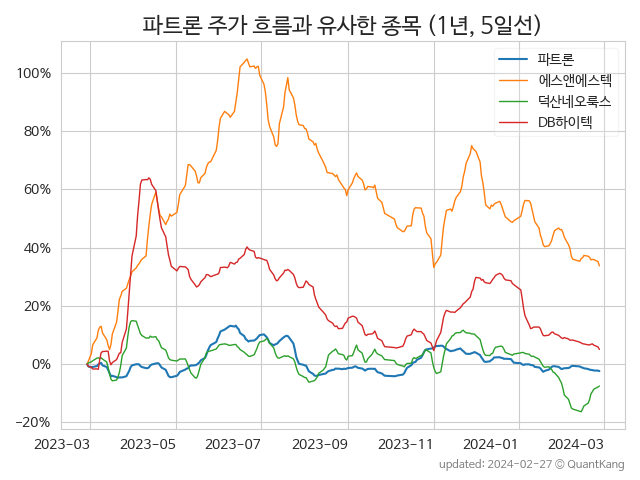 파트론 주가 흐름과 유사한 종목 (1년, 5일선)
파트론
에스앤에스텍
덕산네오룩스
DB하이텍
100%
80%
60%
40%
20%
0%
−20%
2023-03 2023-05 2023-07 2023-09 2023-11 2024-01 2024-03
updated: 2024-02-27 © QuantKang